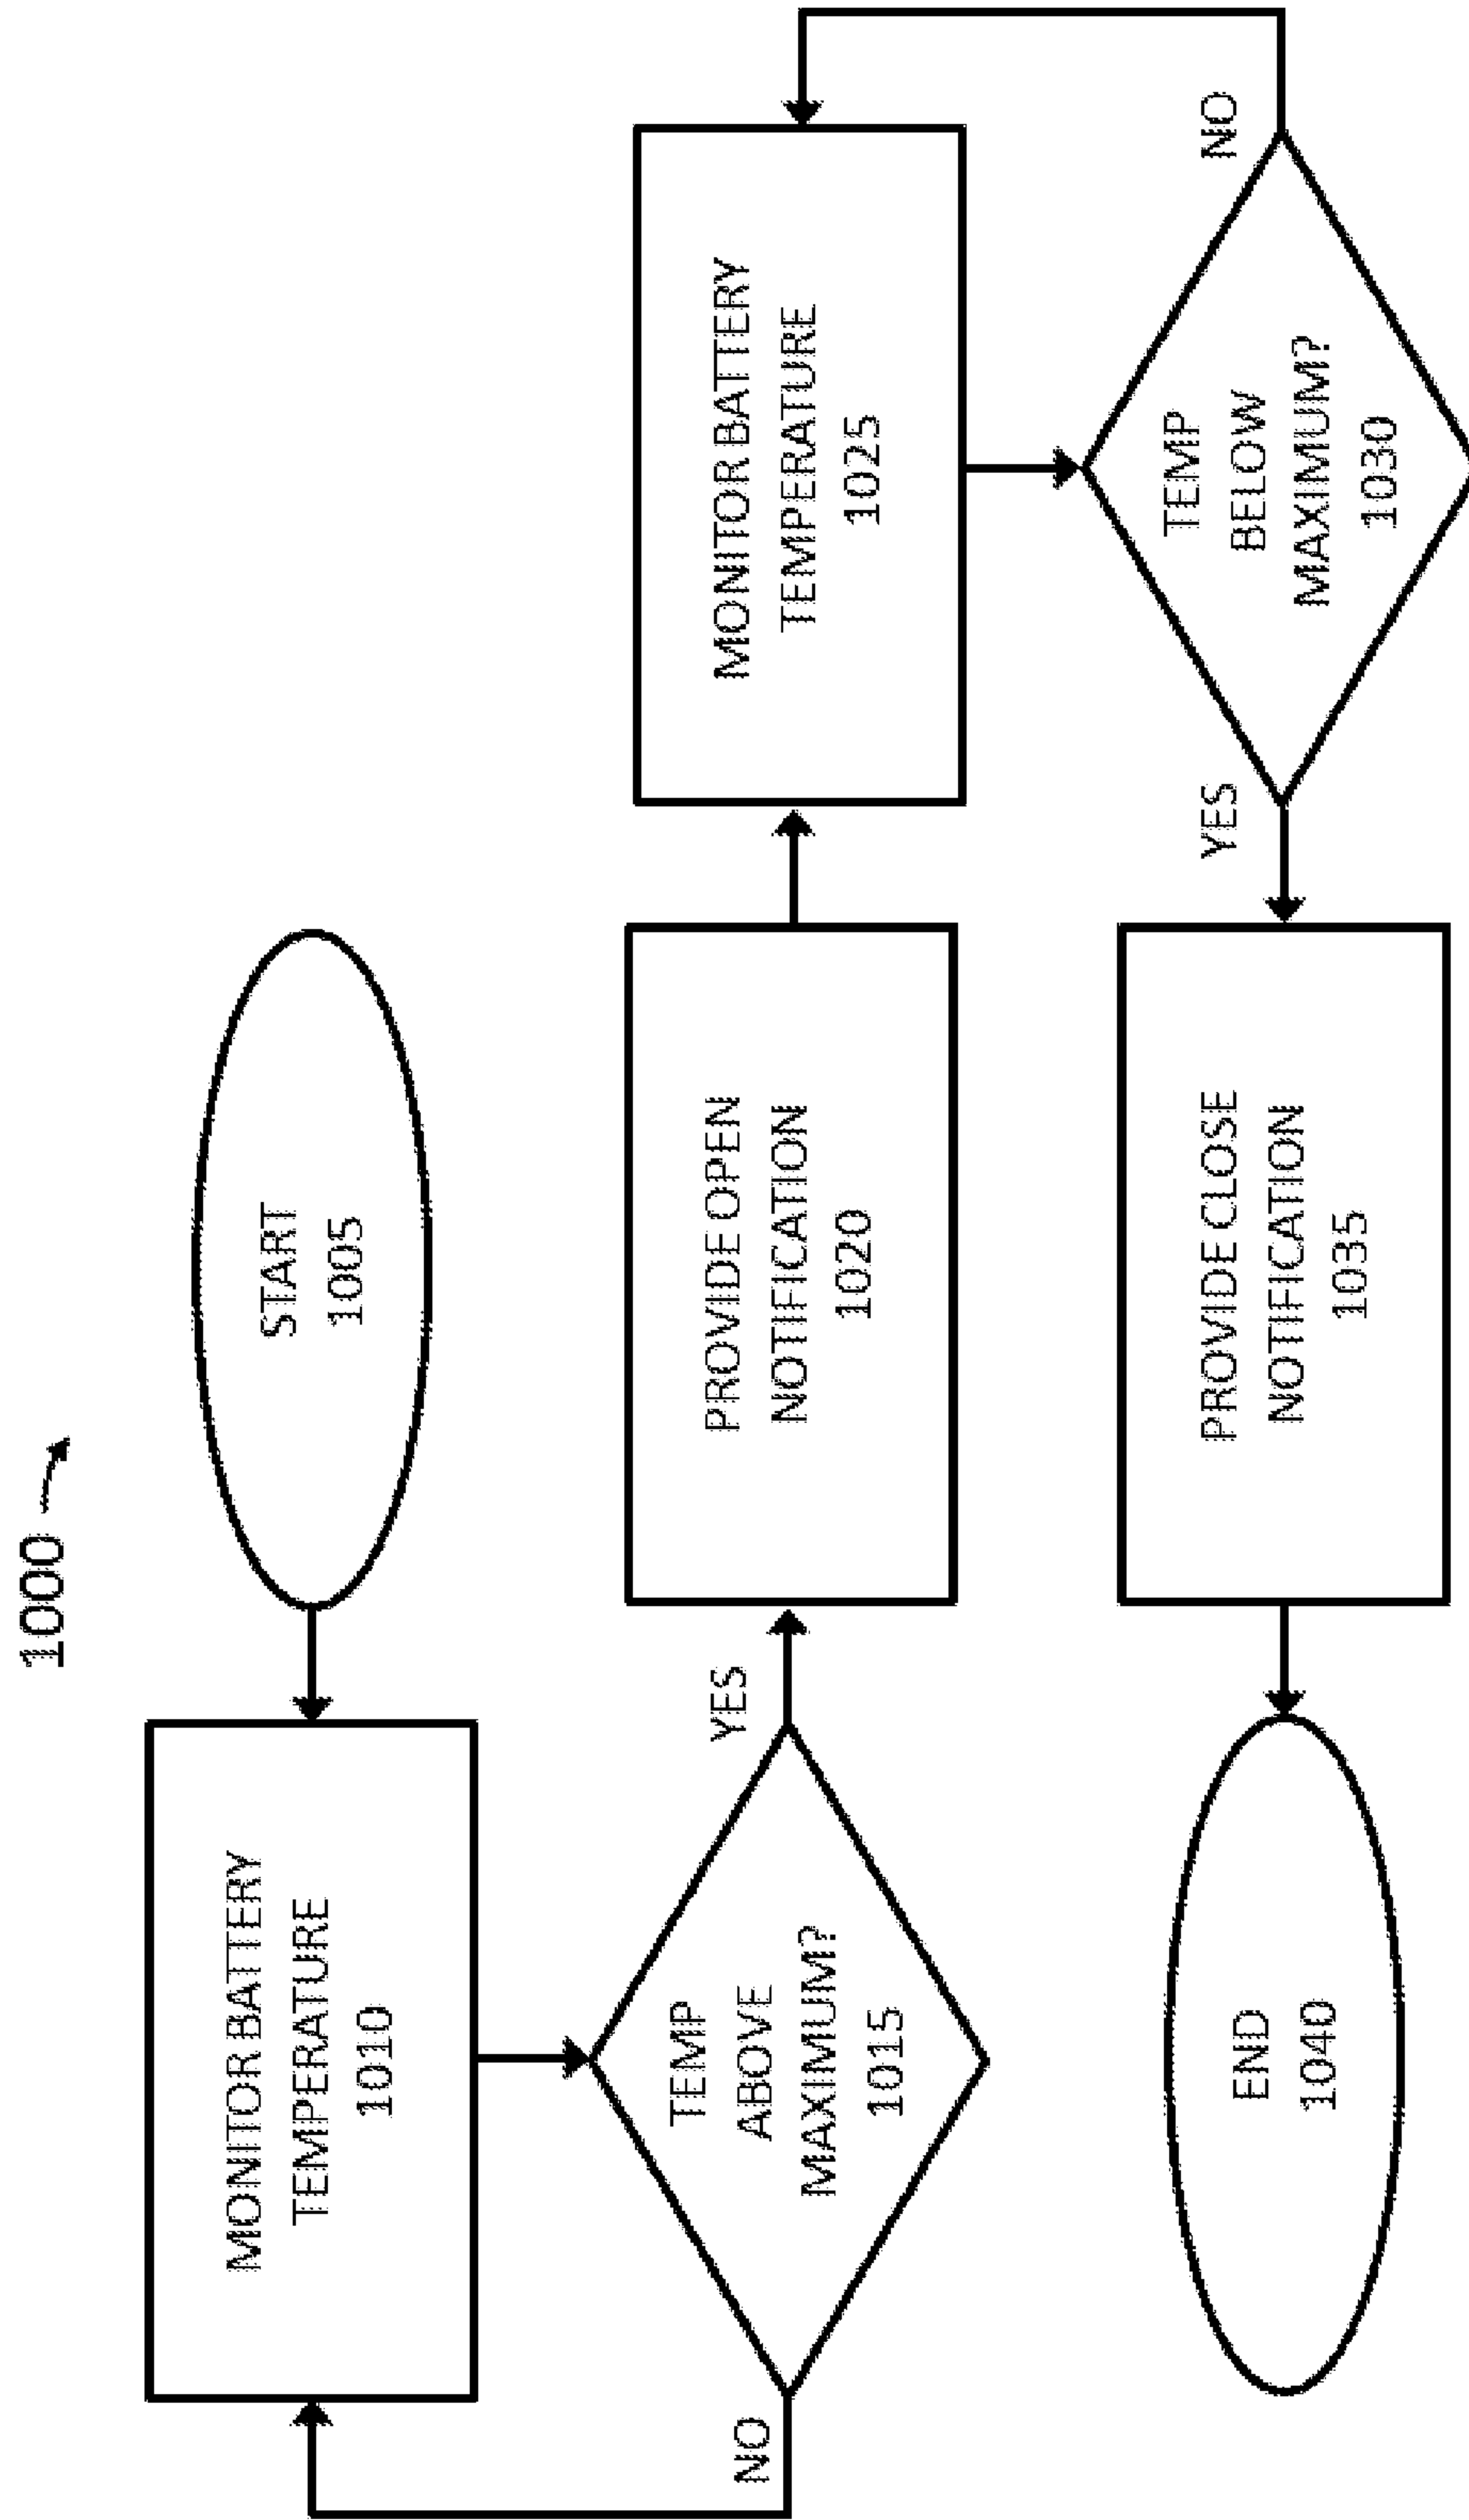 1000
START
1005
MONITOR BATTERY
TEMPERATURE
1010
TEMP
ABOVE
MAXIMUM?
1015
NO
YES
PROVIDE OPEN
NOTIFICATION
1020
MONITOR BATTERY
TEMPERATURE
1025
TEMP
BELOW
MAXIMUM?
1030
NO
YES
PROVIDE CLOSE
NOTIFICATION
1035
END
1040